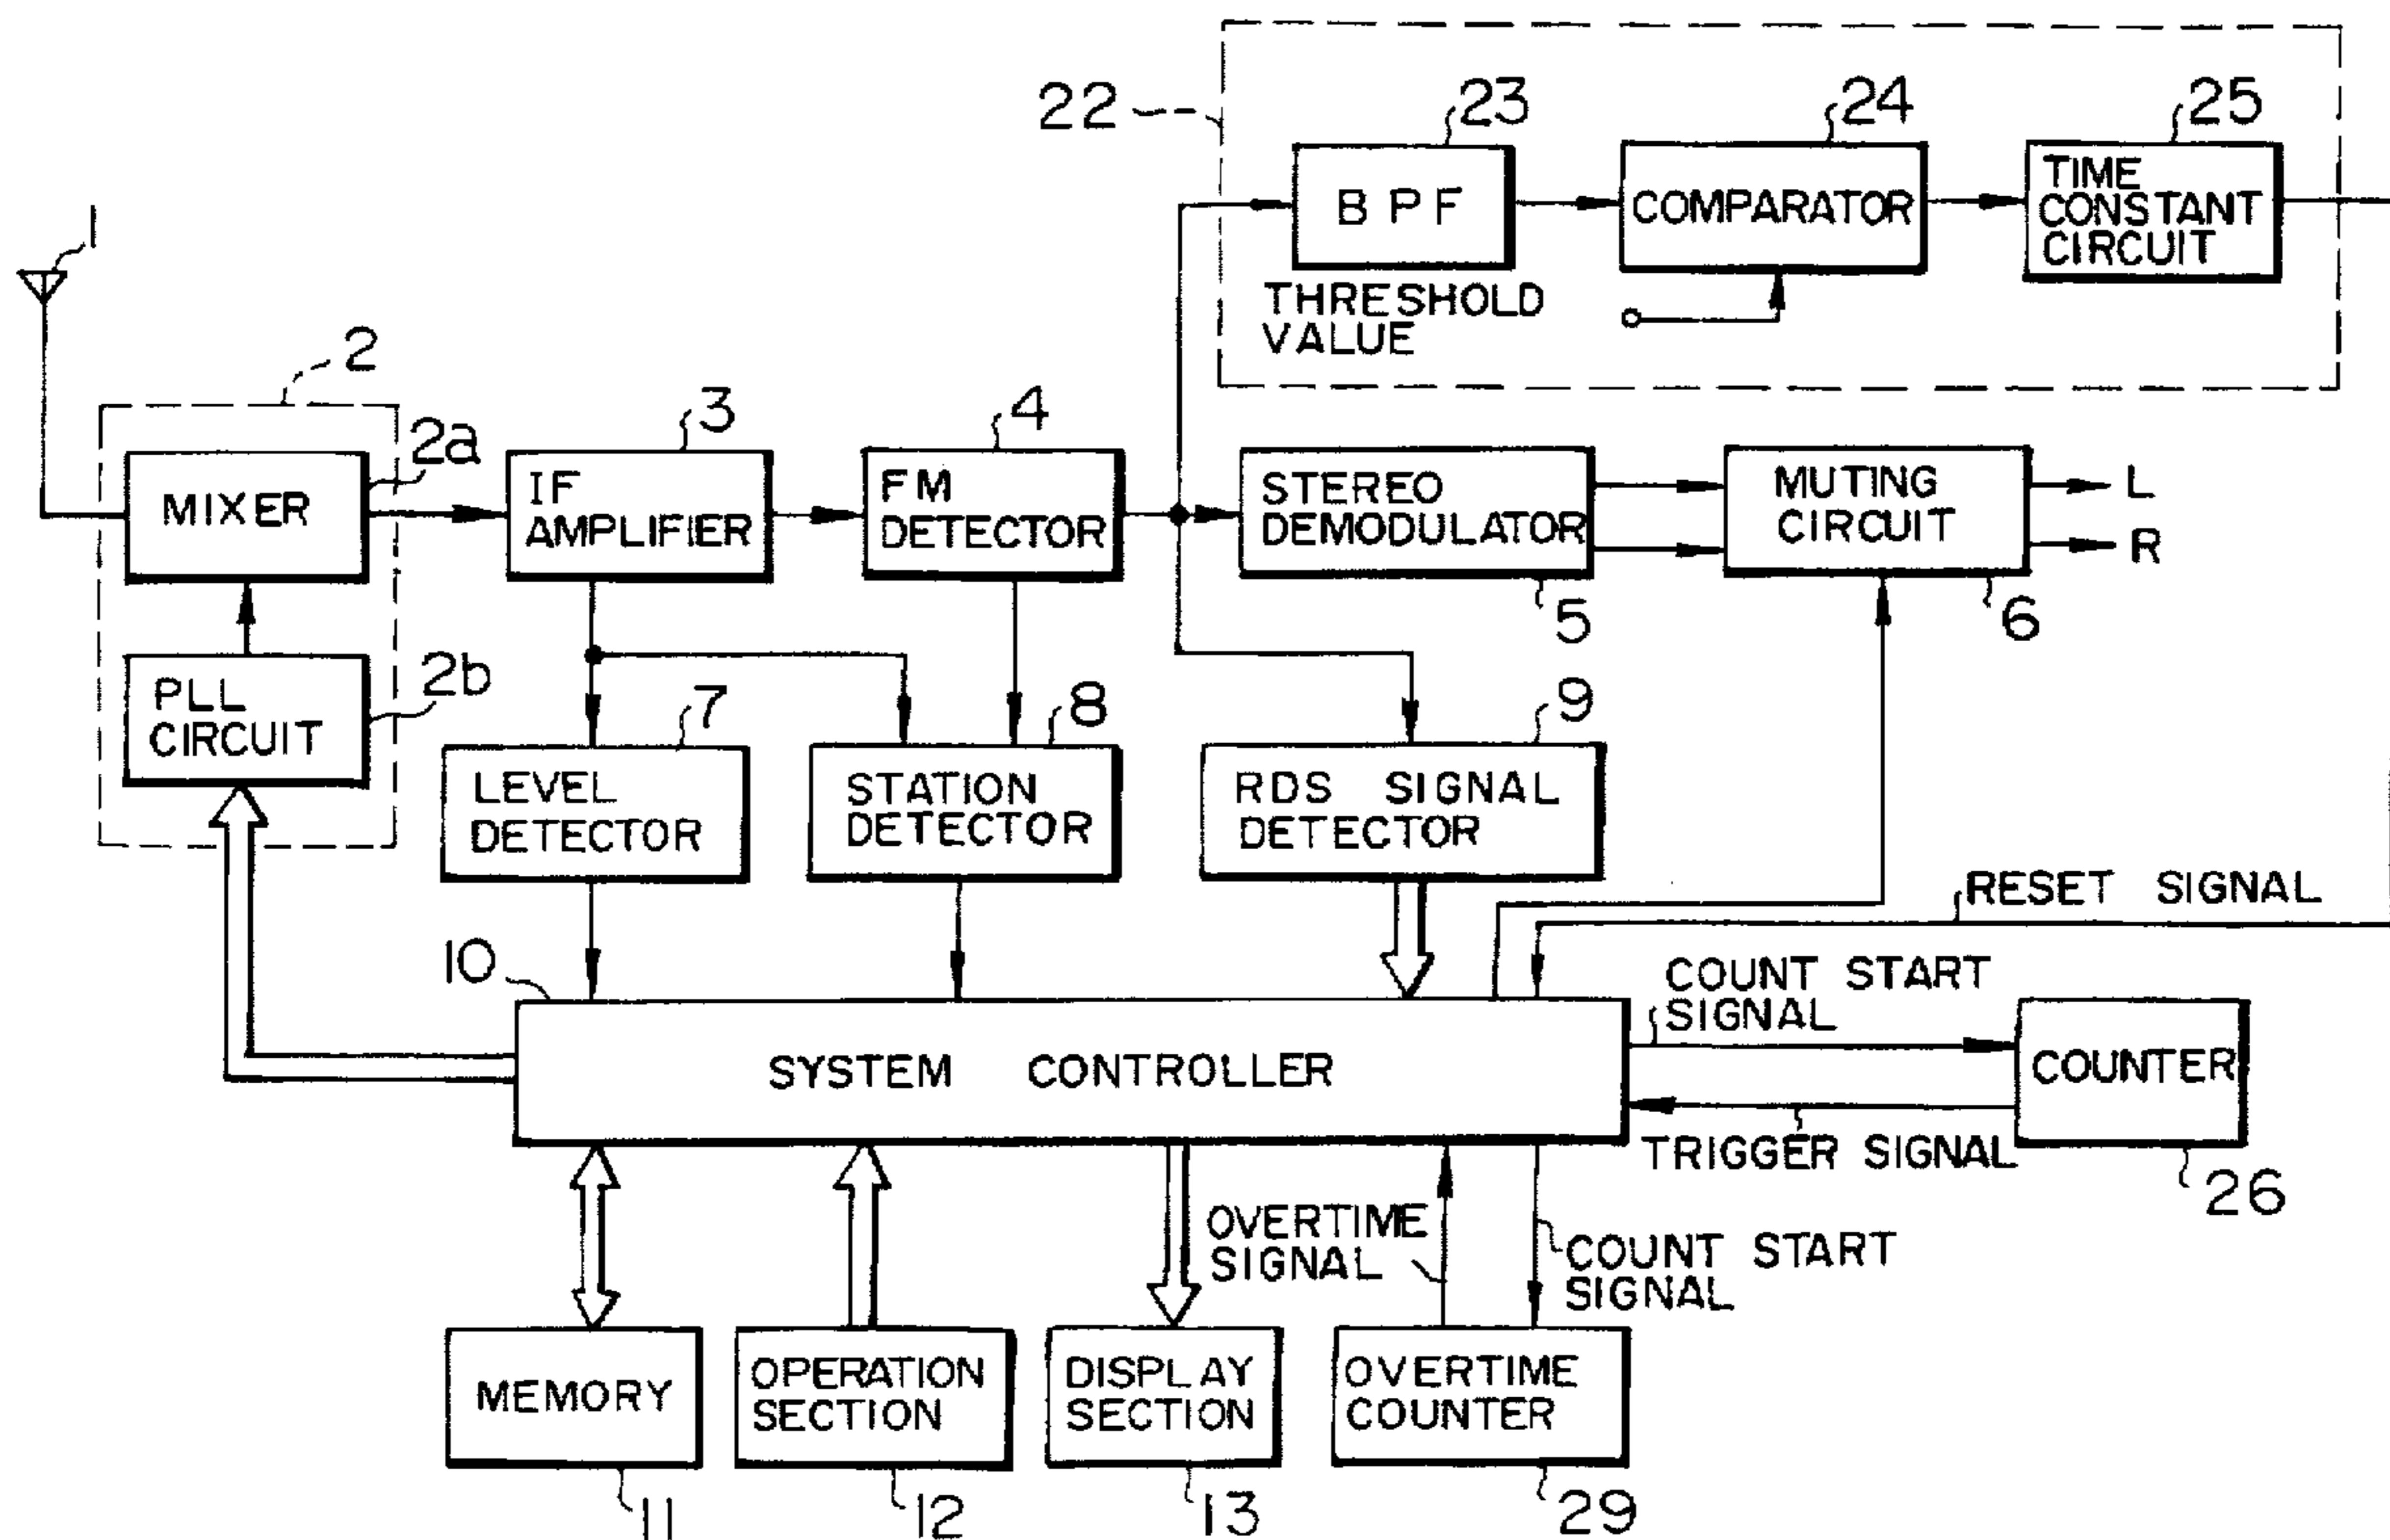 22
23
24
25
B P F
COMPARATOR
TIME
CONSTANT
CIRCUIT
THRESHOLD
VALUE
1
2
2a
3
4
MIXER
IF
AMPLIFIER
FM
DETECTOR
STEREO
DEMODULATOR
MUTING
CIRCUIT
L
R
5
6
PLL
CIRCUIT
2b
7
8
9
LEVEL
DETECTOR
STATION
DETECTOR
RDS SIGNAL
DETECTOR
RESET SIGNAL
10
COUNT START
SIGNAL
SYSTEM CONTROLLER
COUNTER
TRIGGER SIGNAL
26
OVERTIME
SIGNAL
COUNT START
SIGNAL
MEMORY
OPERATION
SECTION
DISPLAY
SECTION
OVERTIME
COUNTER
11
12
13
29